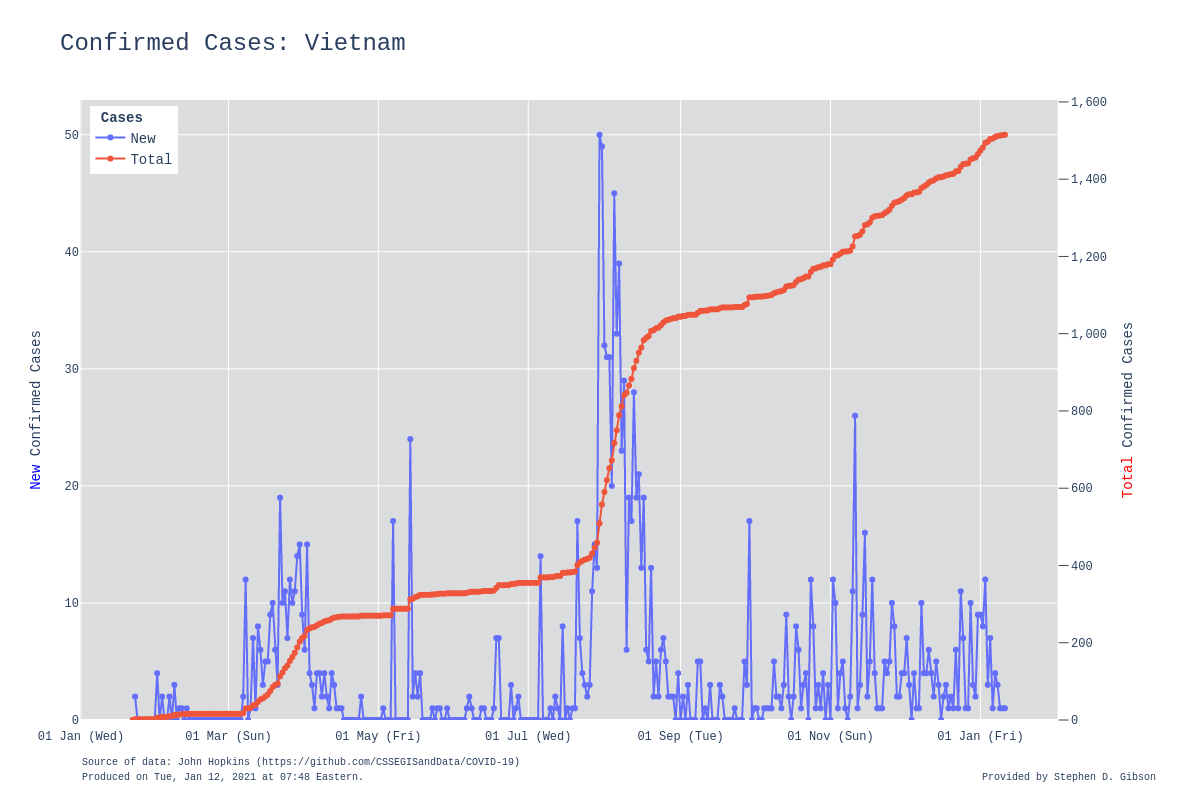 Confirmed Cases: Vietnam
Cases
New
Total
50
40
30
20
10
0
New Confirmed Cases
1,600
1,400
1,200
1,000
800
600
400
200
0
Total Confirmed Cases
01 Jan (Wed) 01 Mar (Sun) 01 May (Fri) 01 Jul (Wed) 01 Sep (Tue) 01 Nov (Sun) 01 Jan (Fri)
Source of data: John Hopkins (https://github.com/CSSEGISandData/COVID-19)
Produced on Tue, Jan 12, 2021 at 07:48 Eastern.
Provided by Stephen D. Gibson